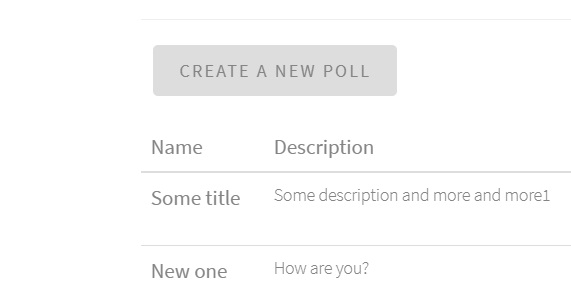 CREATE A NEW POLL
Name Description
Some title Some description and more and more1
New one How are you?